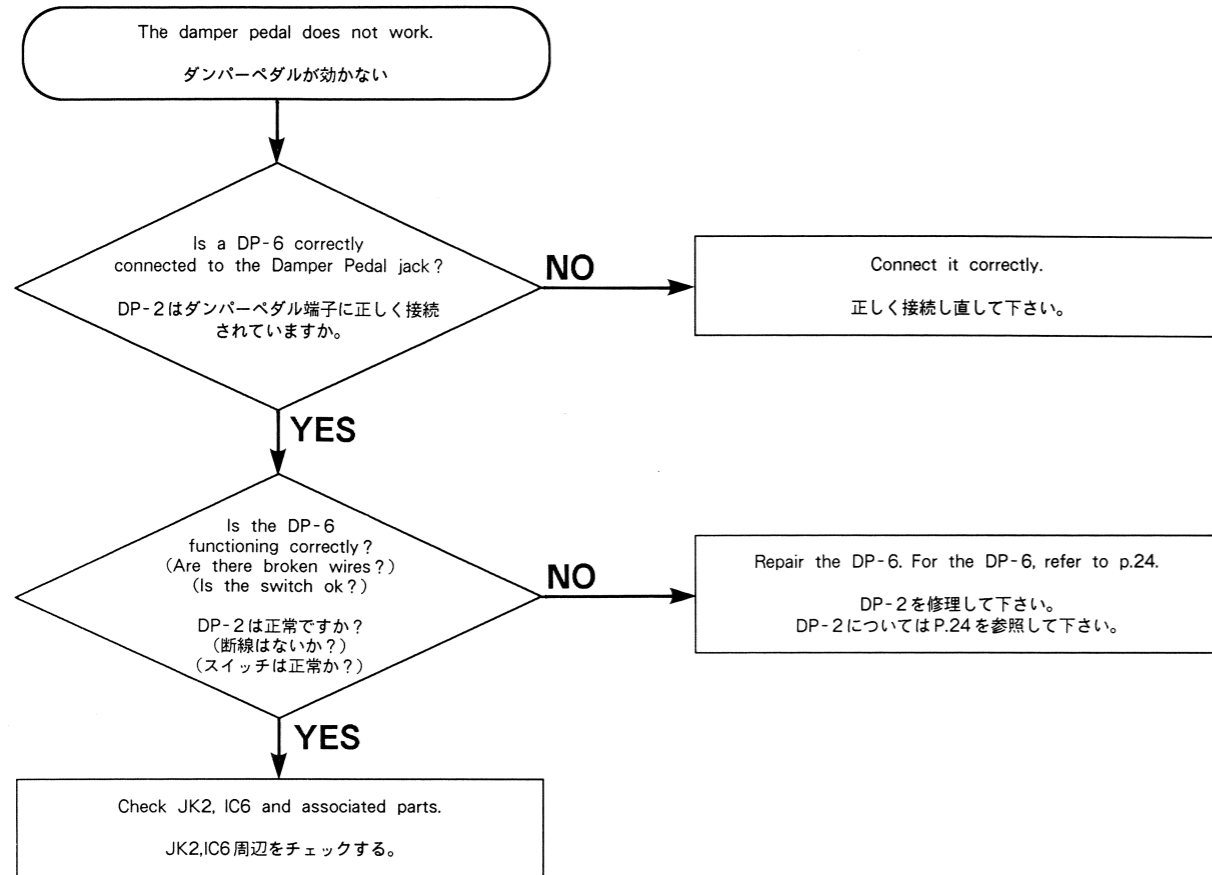 The damper pedal does not work.
ダンパーペダルが効かない
Is a DP-6 correctly
connected to the Damper Pedal jack?
DP-2はダンパーペダル端子に正しく接続
されていますか。
NO
Connect it correctly.
正しく接続し直して下さい。
YES
Is the DP-6
functioning correctly?
(Are there broken wires?)
(Is the switch ok?)
DP-2は正常ですか?
(断線はないか?)
(スイッチは正常か?)
NO
Repair the DP-6. For the DP-6, refer to p.24.
DP-2を修理して下さい。
DP-2についてはP.24を参照して下さい。
YES
Check JK2, IC6 and associated parts.
JK2,IC6周辺をチェックする。